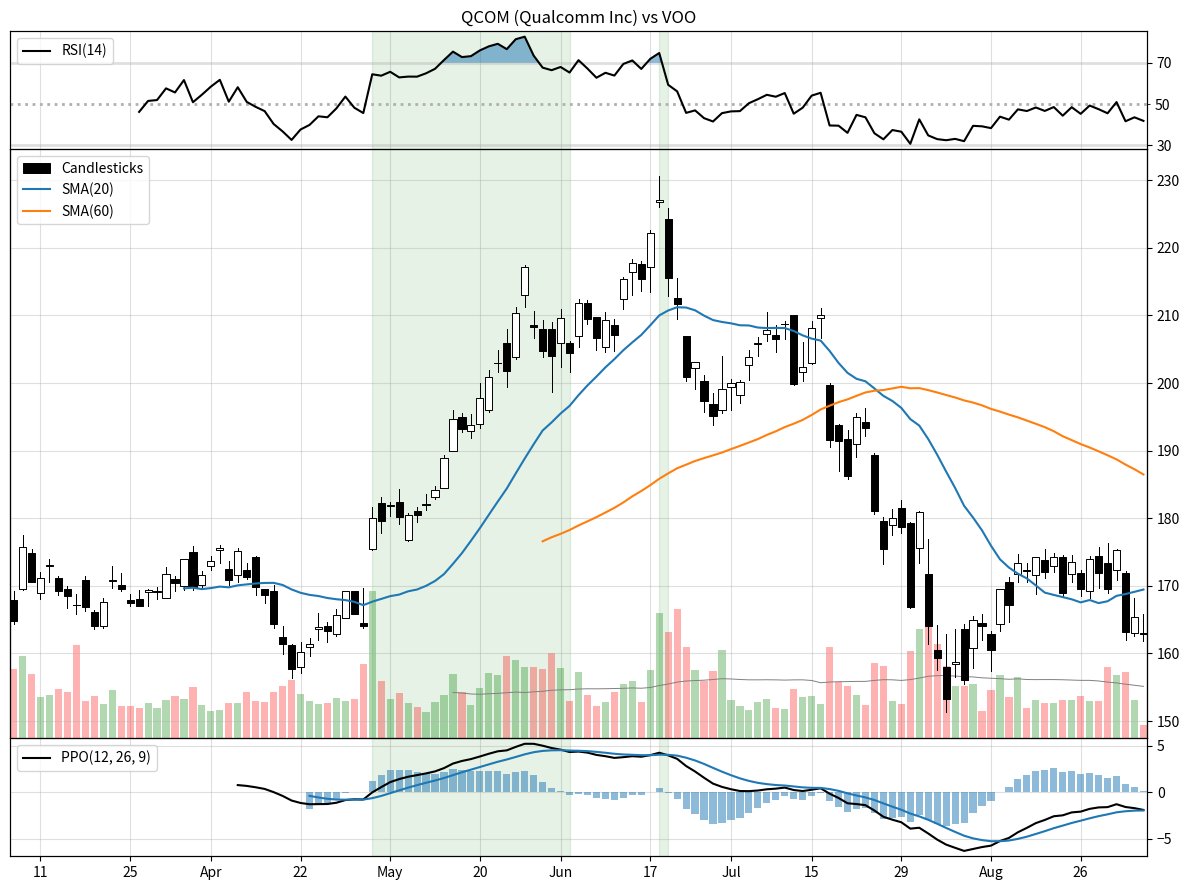 QCOM (Qualcomm Inc) vs VOO
RSI(14)
70
50
30
Candlesticks
SMA(20)
SMA(60)
230
220
210
200
190
180
170
160
150
PPO(12, 26, 9)
5
0
−5
11 25 Apr 22 May 20 Jun 17 Jul 15 29 Aug 26